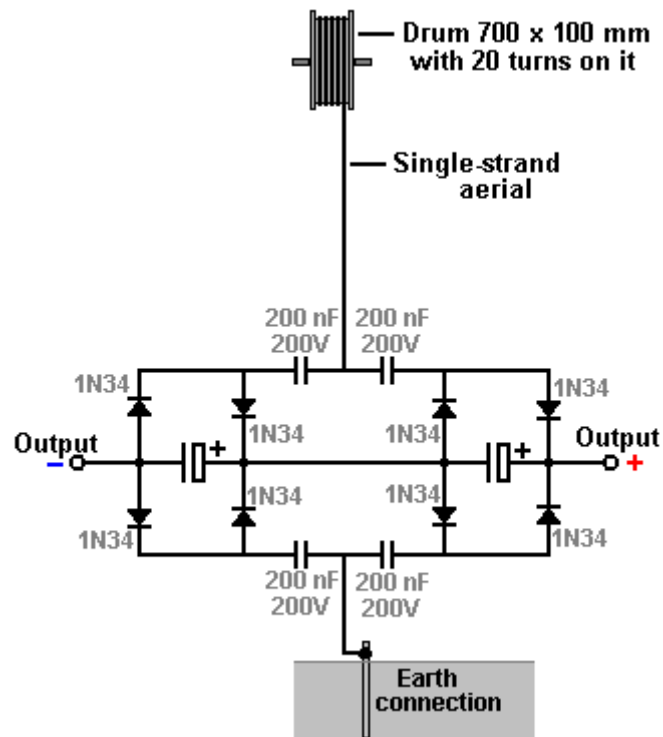 Drum 700 x 100 mm
with 20 turns on it
Single-strand
aerial
200 nF 200 nF
200V 200V
1N34 1N34
1N34 1N34
Output + + Output
− +
1N34 1N34
1N34 1N34
200 nF 200 nF
200V 200V
Earth
connection